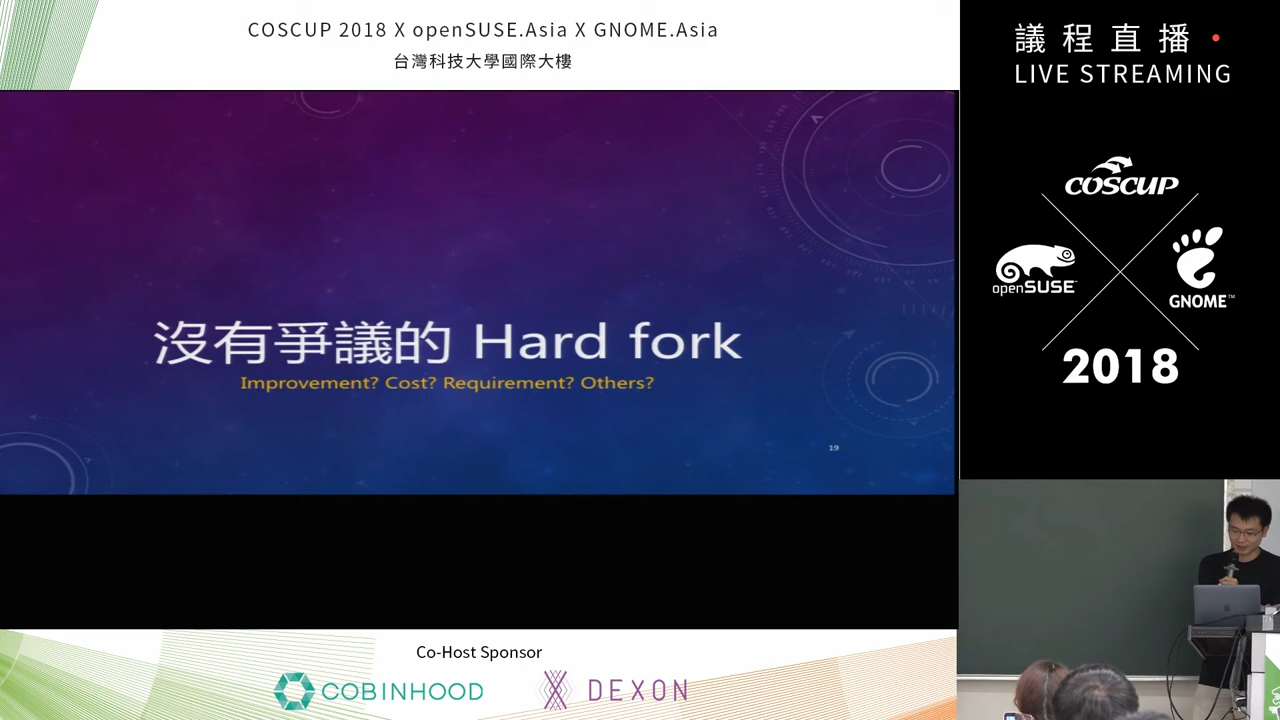 COSCUP 2018 X openSUSE.Asia X GNOME.Asia
台灣科技大學國際大樓
議程直播
LIVE STREAMING
COSCUP
openSUSE
GNOME™
2018
沒有爭議的 Hard fork
Improvement? Cost? Requirement? Others?
19
Co-Host Sponsor
COBINHOOD
DEXON